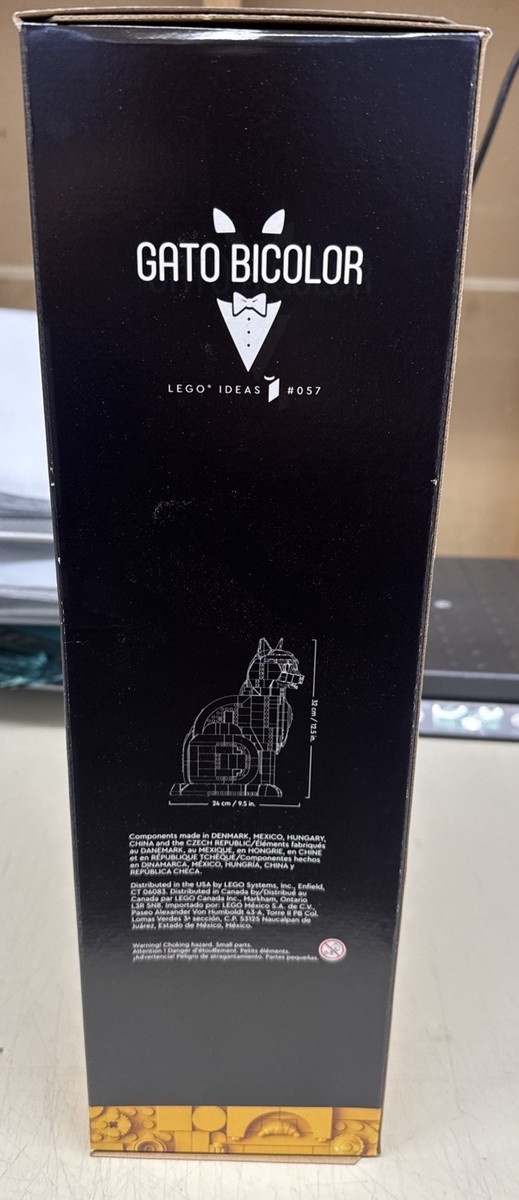 GATO BICOLOR
LEGO® IDEAS #057
32 cm / 12.5 in.
24 cm / 9.5 in.
Components made in DENMARK, MEXICO, HUNGARY,
CHINA and the CZECH REPUBLIC/Éléments fabriqués
au DANEMARK, au MEXIQUE, en HONGRIE, en CHINE
et en RÉPUBLIQUE TCHÈQUE/Componentes hechos
en DINAMARCA, MÉXICO, HUNGRÍA, CHINA y
REPÚBLICA CHECA.
Distributed in the USA by LEGO Systems, Inc., Enfield,
CT 06083. Distributed in Canada by/Distribué au
Canada par LEGO Canada Inc., Markham, Ontario
L3R 5N8. Importado por: LEGO México S.A. de C.V.,
Paseo Alexander Von Humboldt 43-A, Torre II PB Col.
Lomas Verdes 3ª sección, C.P. 53125 Naucalpan de
Juárez, Estado de México, México.
Warning! Choking hazard. Small parts.
Attention ! Danger d'étouffement. Petits éléments.
¡Advertencia! Peligro de atragantamiento. Partes pequeñas.